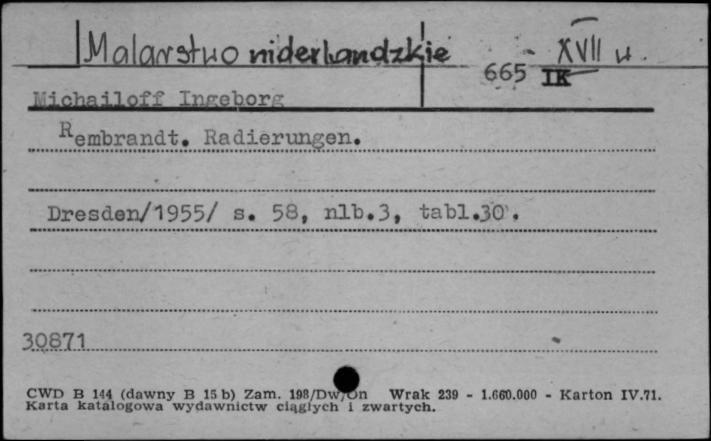 Malarstwo niderlandzkie - XVII w.
665 IK
Michailoff Ingeborg
Rembrandt. Radierungen.
Dresden/1955/ s. 58, nlb.3, tabl.30.
30871
CWD B 144 (dawny B 15 b) Zam. 198/Dw/On Wrak 239 - 1.660.000 - Karton IV.71.
Karta katalogowa wydawnictw ciągłych i zwartych.